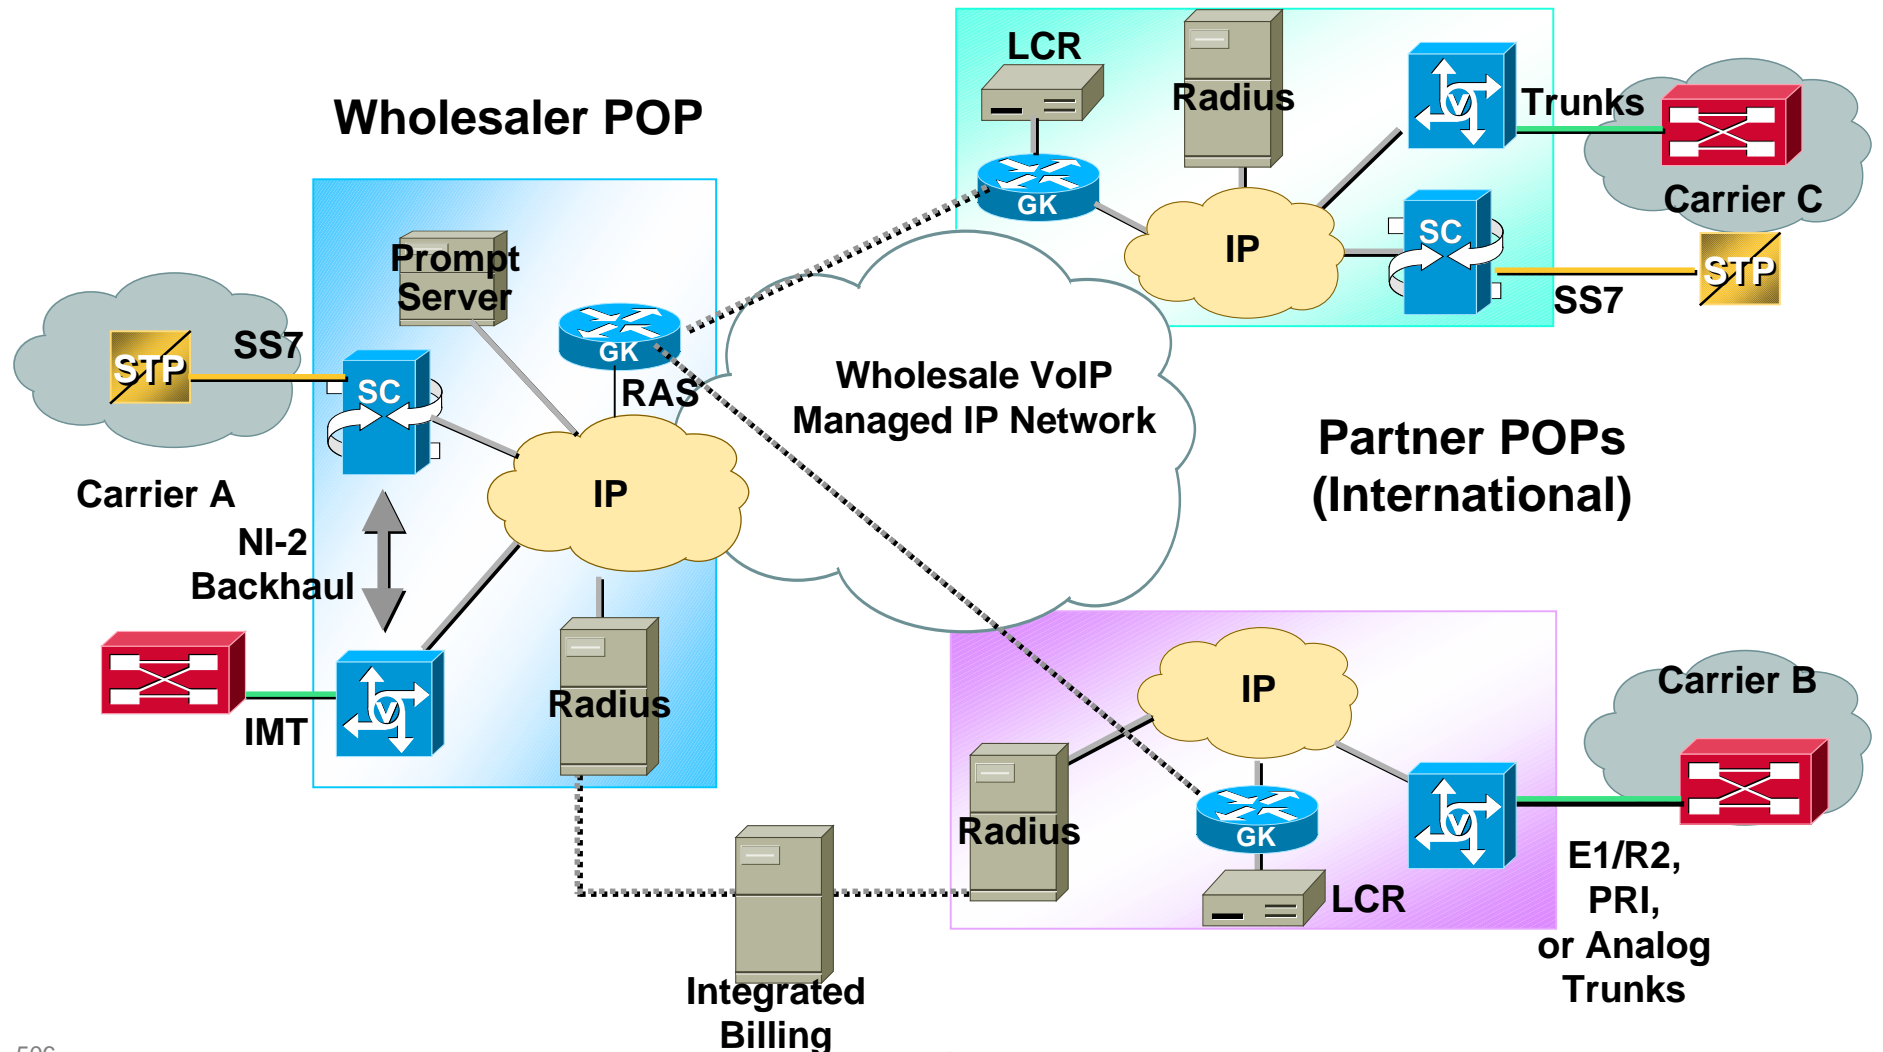 LCR
Radius
Trunks
Wholesaler POP
V
Carrier C
GK
SC
IP
STP
SS7
Prompt
Server
SS7
STP
GK
SC
RAS
Wholesale VoIP
Managed IP Network
Partner POPs
(International)
Carrier A
IP
NI-2
Backhaul
IMT
V
Radius
IP
Carrier B
Radius
GK
V
LCR
E1/R2,
PRI,
or Analog
Trunks
Integrated
Billing